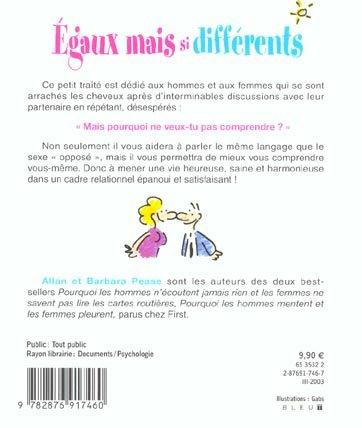 Égaux mais si différents
Ce petit traité est dédié aux hommes et aux femmes qui se sont
arrachés les cheveux après d'interminables discussions avec leur
partenaire en répétant, désespérés :
« Mais pourquoi ne veux-tu pas comprendre ? »
Non seulement il vous aidera à parler le même langage que le
sexe « opposé », mais il vous permettra de mieux vous comprendre
vous-même. Donc à mener une vie heureuse, saine et harmonieuse
dans un cadre relationnel épanoui et satisfaisant !
Allan et Barbara Pease sont les auteurs des deux best-
sellers Pourquoi les hommes n'écoutent jamais rien et les femmes ne
savent pas lire les cartes routières, Pourquoi les hommes mentent et
les femmes pleurent, parus chez First.
Public : Tout public
Rayon librairie : Documents / Psychologie
9 782876 917460
9,90 €
65 3532 2
2-87691-746-7
III-2003
Illustrations : Gabs
BLEU T